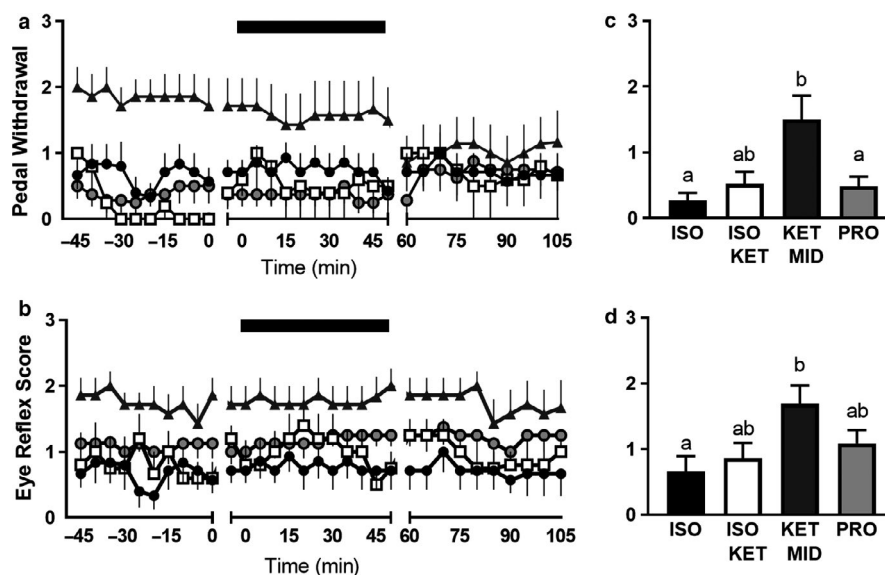 a
3
2
1
0
Pedal Withdrawal
−45 −30 −15 0 0 15 30 45 60 75 90 105
Time (min)
c
3
2
1
0
a ab b a
ISO ISO KET PRO
KET MID
b
3
2
1
0
Eye Reflex Score
−45 −30 −15 0 0 15 30 45 60 75 90 105
Time (min)
d
3
2
1
0
a ab b ab
ISO ISO KET PRO
KET MID